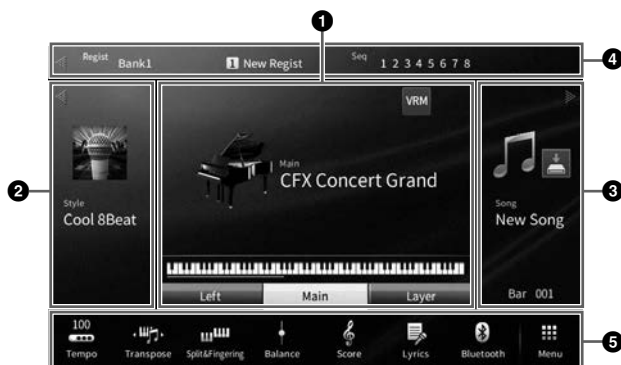 1
Regist
Bank1
1 New Regist
Seq
1 2 3 4 5 6 7 8
4
VRM
2
Style
Cool 8Beat
Main
CFX Concert Grand
3
Song
New Song
Bar 001
Left
Main
Layer
100
Tempo
Transpose
Split&Fingering
Balance
Score
Lyrics
Bluetooth
Menu
5